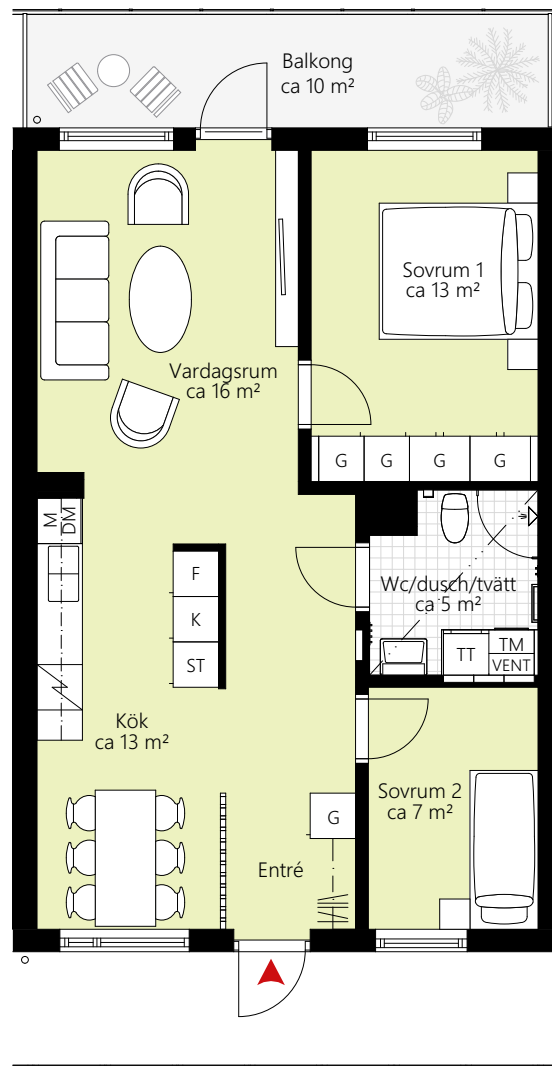 Balkong
ca 10 m²
Sovrum 1
ca 13 m²
Vardagsrum
ca 16 m²
G G G G
M
DM
F
K
ST
Wc/dusch/tvätt
ca 5 m²
TT
TM
VENT
Kök
ca 13 m²
Sovrum 2
ca 7 m²
G
Entré